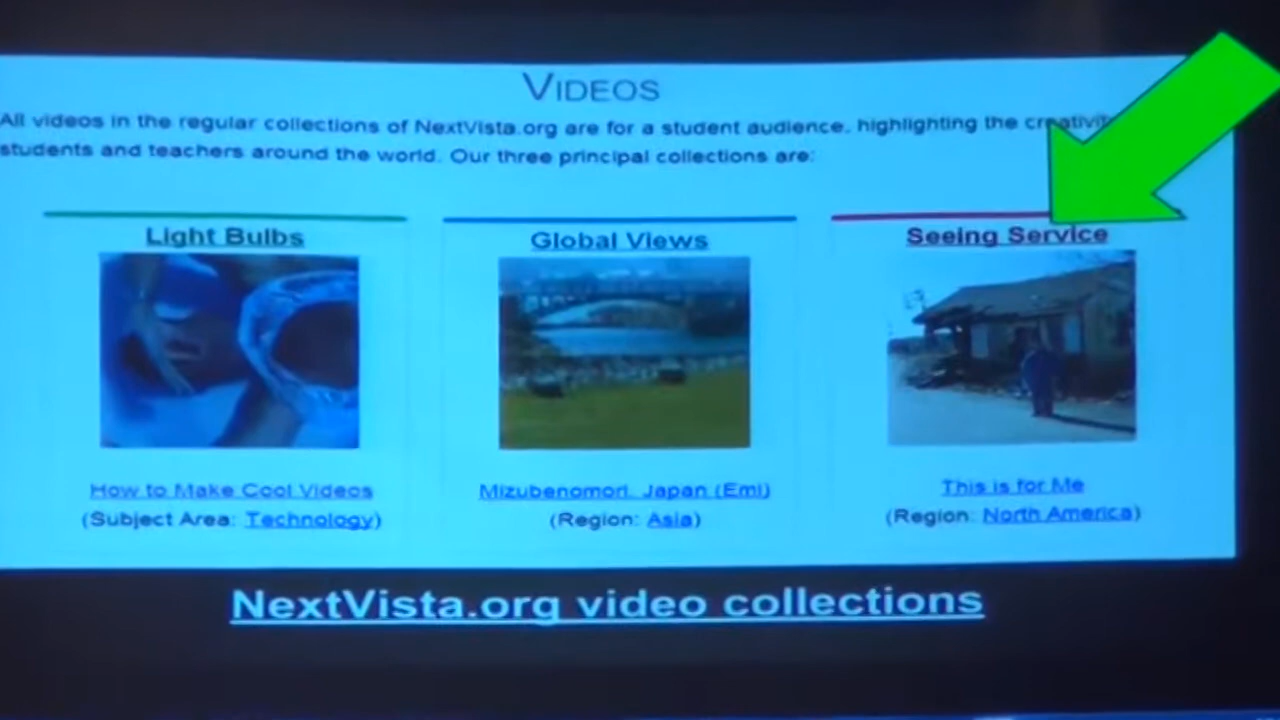 VIDEOS
All videos in the regular collections of NextVista.org are for a student audience, highlighting the
students and teachers around the world. Our three principal collections are:
Light Bulbs
Global Views
Seeing Service
How to Make Cool Videos
(Subject Area: Technology)
Mizubenomori, Japan (Emi)
(Region: Asia)
This is for Me
(Region: North America)
NextVista.org video collections